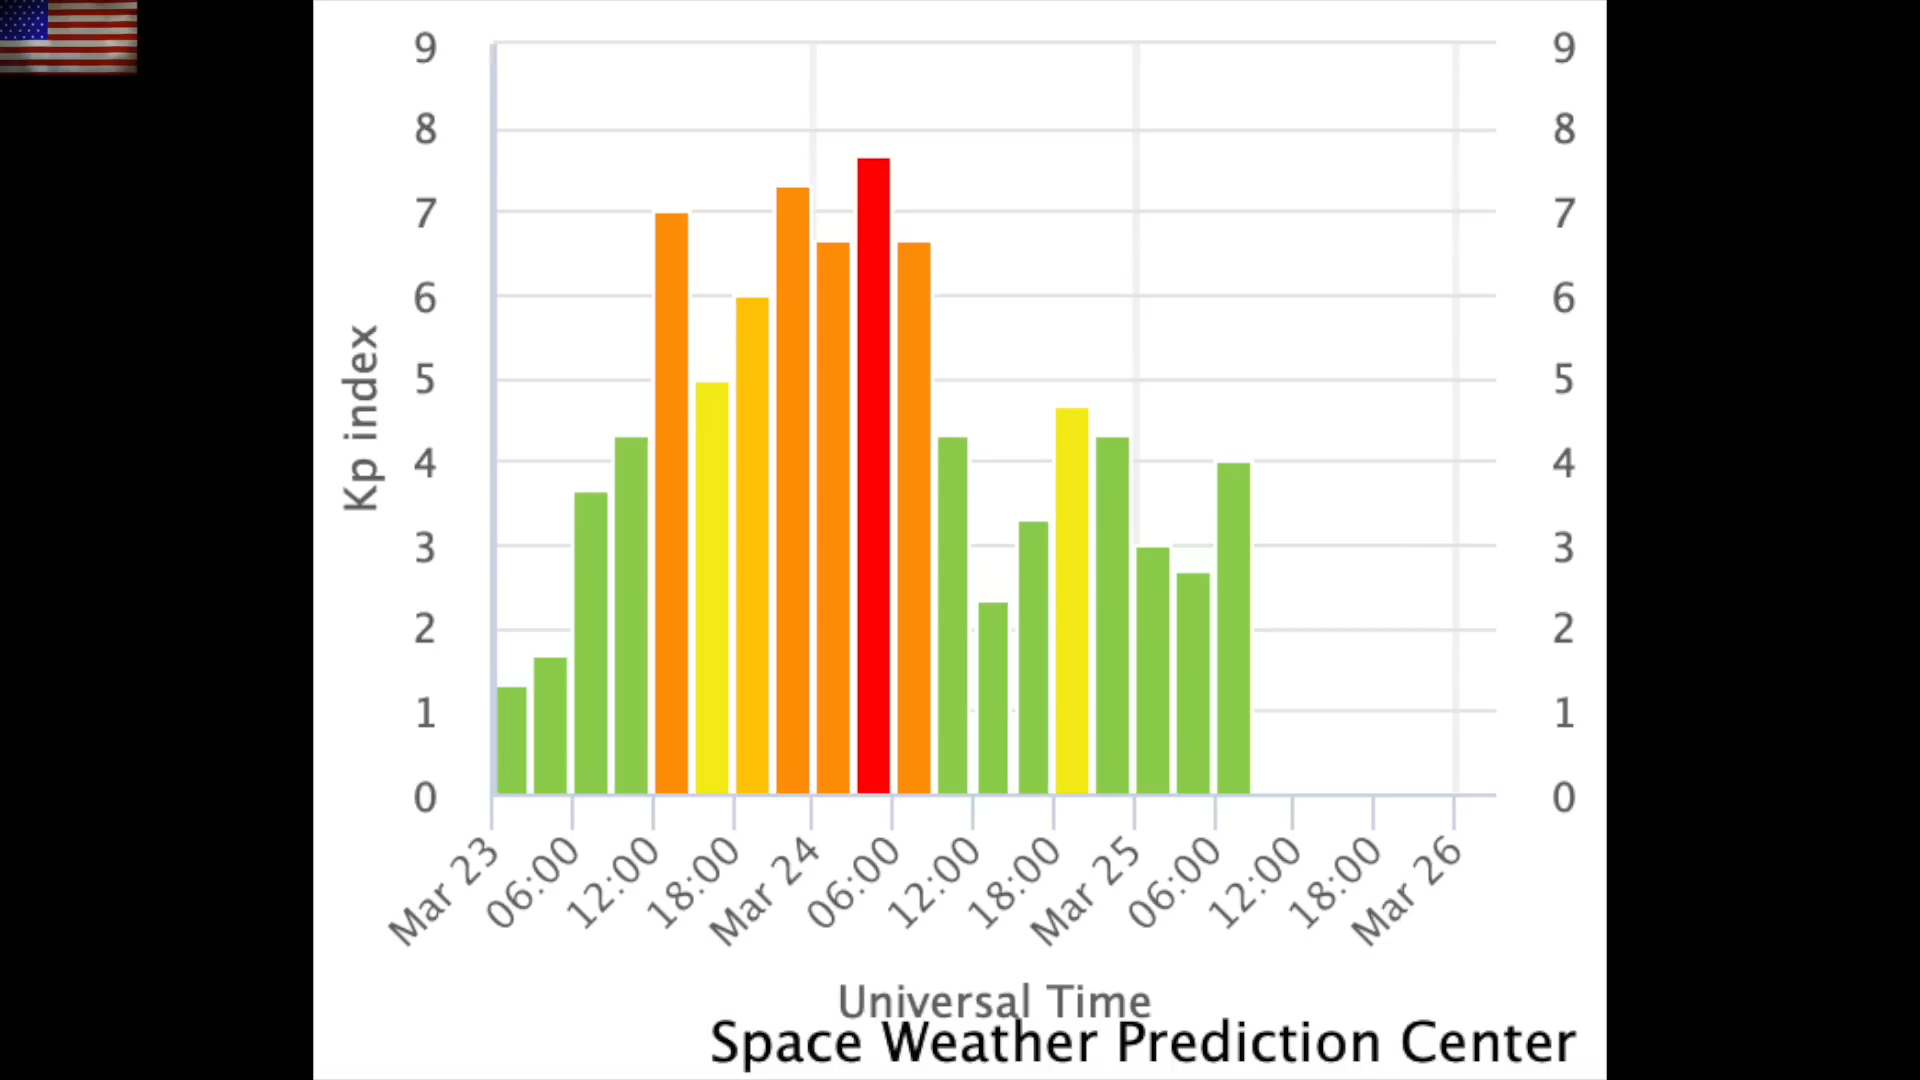 9 9
8 8
7 7
6 6
5 5
4 4
3 3
2 2
1 1
0 0
Kp index
Mar 23 06:00 12:00 18:00 Mar 24 06:00 12:00 18:00 Mar 25 06:00 12:00 18:00 Mar 26
Universal Time
Space Weather Prediction Center